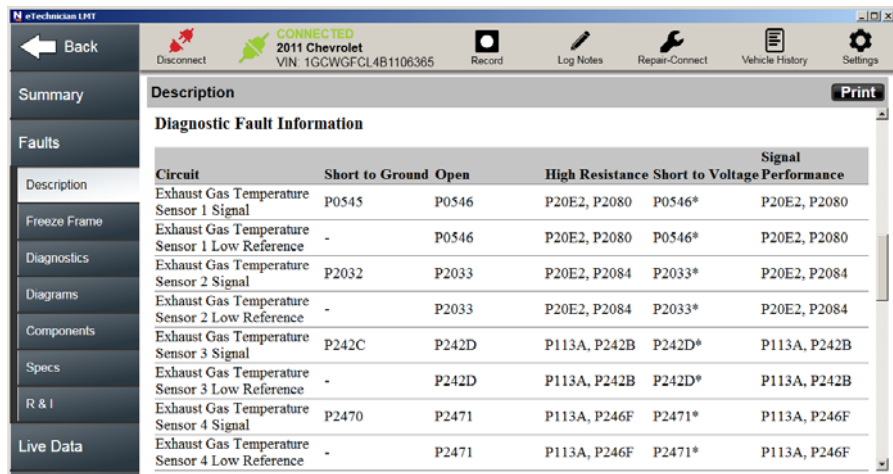 eTechnician LMT
Back
Disconnect
CONNECTED
2011 Chevrolet
VIN: 1GCWGFCL4B1106365
Record
Log Notes
Repair-Connect
Vehicle History
Settings
Summary
Faults
Description
Freeze Frame
Diagnostics
Diagrams
Components
Specs
R & I
Live Data
Description
Print
Diagnostic Fault Information
Signal
Circuit Short to Ground Open High Resistance Short to Voltage Performance
Exhaust Gas Temperature
Sensor 1 Signal P0545 P0546 P20E2, P2080 P0546* P20E2, P2080
Exhaust Gas Temperature
Sensor 1 Low Reference - P0546 P20E2, P2080 P0546* P20E2, P2080
Exhaust Gas Temperature
Sensor 2 Signal P2032 P2033 P20E2, P2084 P2033* P20E2, P2084
Exhaust Gas Temperature
Sensor 2 Low Reference - P2033 P20E2, P2084 P2033* P20E2, P2084
Exhaust Gas Temperature
Sensor 3 Signal P242C P242D P113A, P242B P242D* P113A, P242B
Exhaust Gas Temperature
Sensor 3 Low Reference - P242D P113A, P242B P242D* P113A, P242B
Exhaust Gas Temperature
Sensor 4 Signal P2470 P2471 P113A, P246F P2471* P113A, P246F
Exhaust Gas Temperature
Sensor 4 Low Reference - P2471 P113A, P246F P2471* P113A, P246F